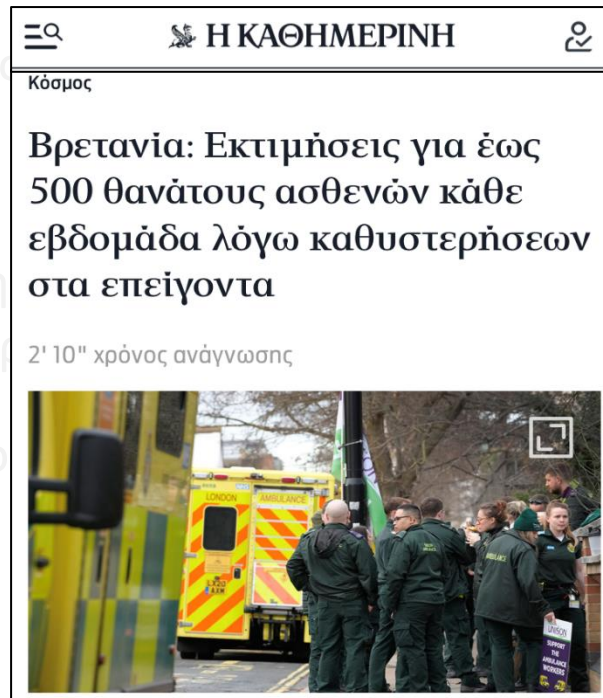 Η ΚΑΘΗΜΕΡΙΝΗ
Κόσμος
Βρετανία: Εκτιμήσεις για έως
500 θανάτους ασθενών κάθε
εβδομάδα λόγω καθυστερήσεων
στα επείγοντα
2' 10" χρόνος ανάγνωσης
LONDON
AMBULANCE
UNISON
SUPPORT
THE
AMBULANCE
WORKERS